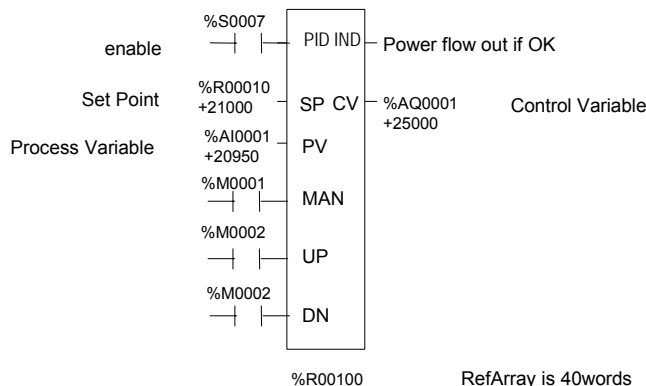 %S0007
enable
PID IND
Power flow out if OK
Set Point
%R00010
+21000
SP CV
%AQ0001
+25000
Control Variable
Process Variable
%AI0001
+20950
PV
%M0001
MAN
%M0002
UP
%M0002
DN
%R00100
RefArray is 40words